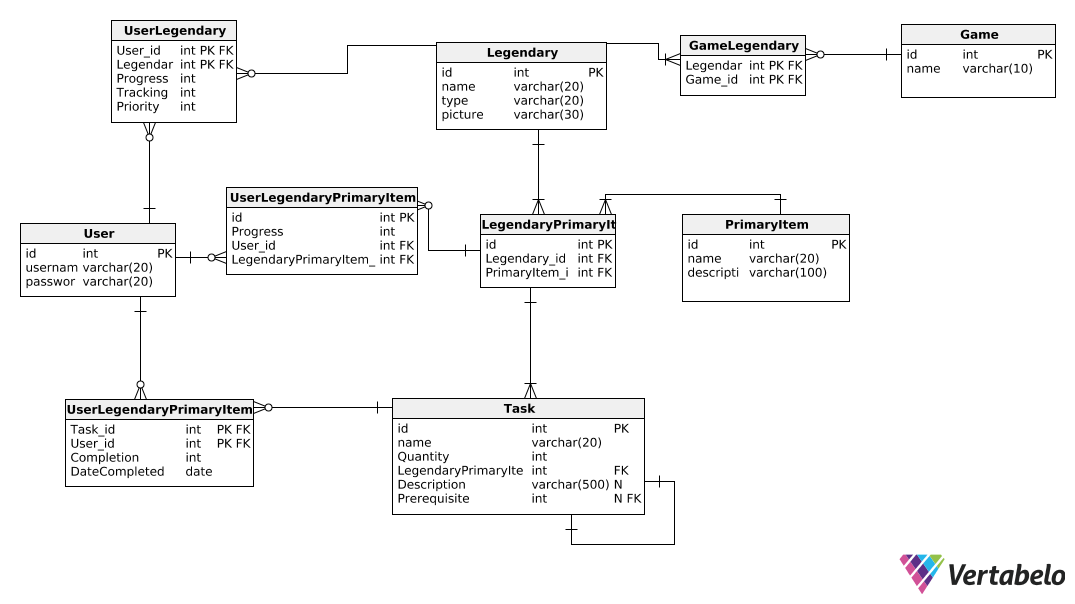 UserLegendary
User_id int PK FK
Legendar int PK FK
Progress int
Tracking int
Priority int
Legendary
id int PK
name varchar(20)
type varchar(20)
picture varchar(30)
GameLegendary
Legendar int PK FK
Game_id int PK FK
Game
id int PK
name varchar(10)
UserLegendaryPrimaryItem
id int PK
Progress int
User_id int FK
LegendaryPrimaryItem_ int FK
LegendaryPrimaryIt
id int PK
Legendary_id int FK
PrimaryItem_i int FK
PrimaryItem
id int PK
name varchar(20)
descripti varchar(100)
User
id int PK
usernam varchar(20)
passwor varchar(20)
UserLegendaryPrimaryItem
Task_id int PK FK
User_id int PK FK
Completion int
DateCompleted date
Task
id int PK
name varchar(20)
Quantity int
LegendaryPrimaryIte int FK
Description varchar(500) N
Prerequisite int N FK
Vertabelo